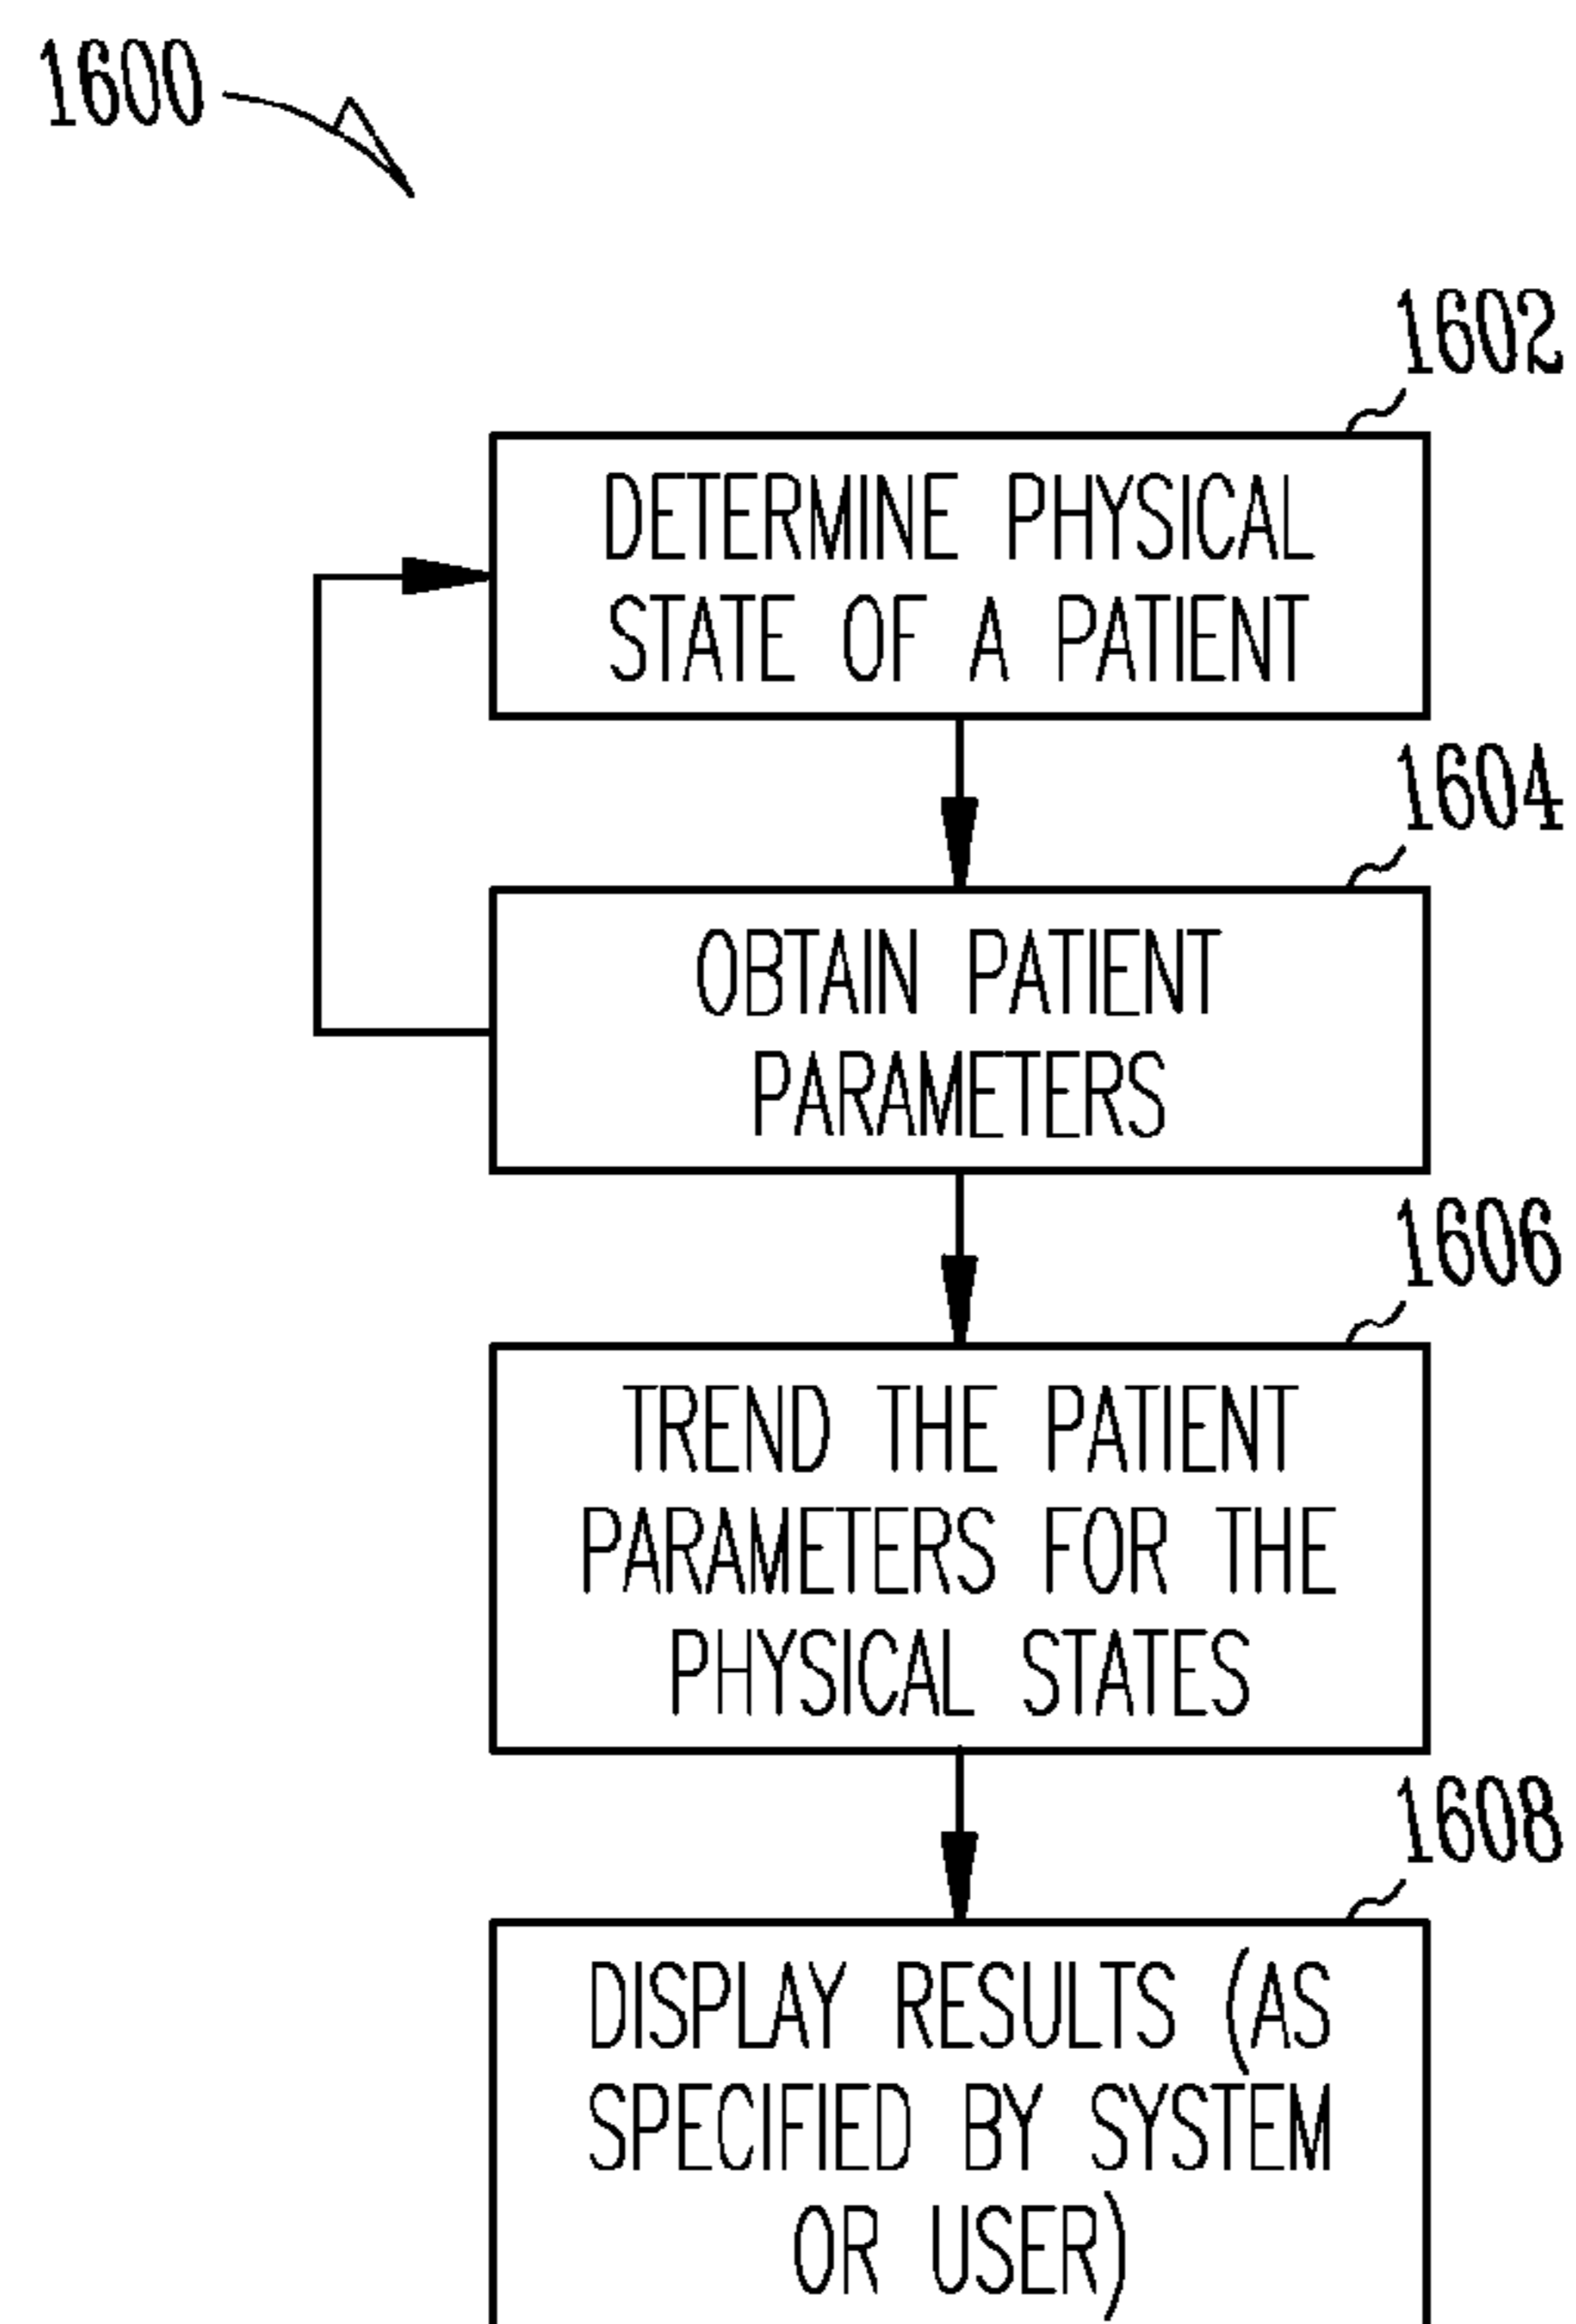 1600
1602
DETERMINE PHYSICAL
STATE OF A PATIENT
1604
OBTAIN PATIENT
PARAMETERS
1606
TREND THE PATIENT
PARAMETERS FOR THE
PHYSICAL STATES
1608
DISPLAY RESULTS (AS
SPECIFIED BY SYSTEM
OR USER)